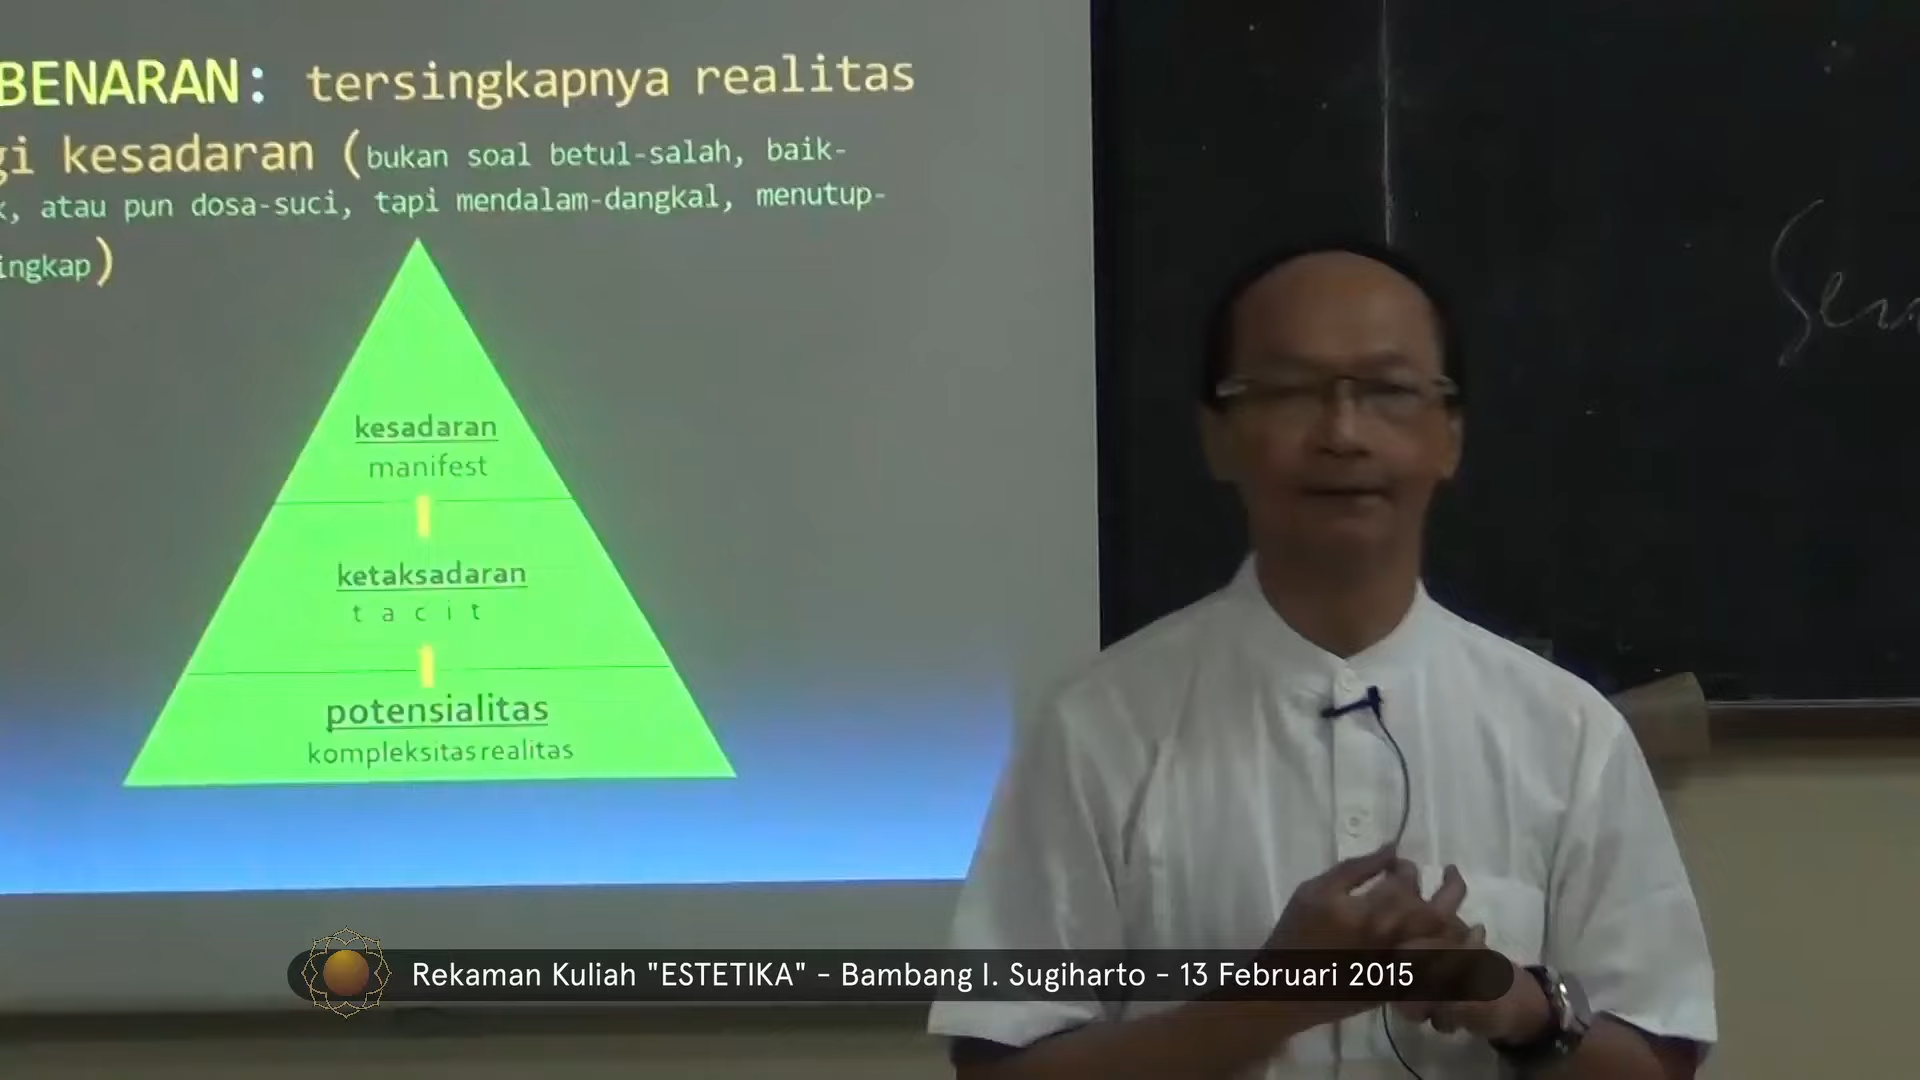 BENARAN: tersingkapnya realitas
gi kesadaran (bukan soal betul-salah, baik-
k, atau pun dosa-suci, tapi mendalam-dangkal, menutup-
ingkap)
kesadaran
manifest
ketaksadaran
tacit
potensialitas
kompleksitas realitas
Rekaman Kuliah "ESTETIKA" - Bambang I. Sugiharto - 13 Februari 2015